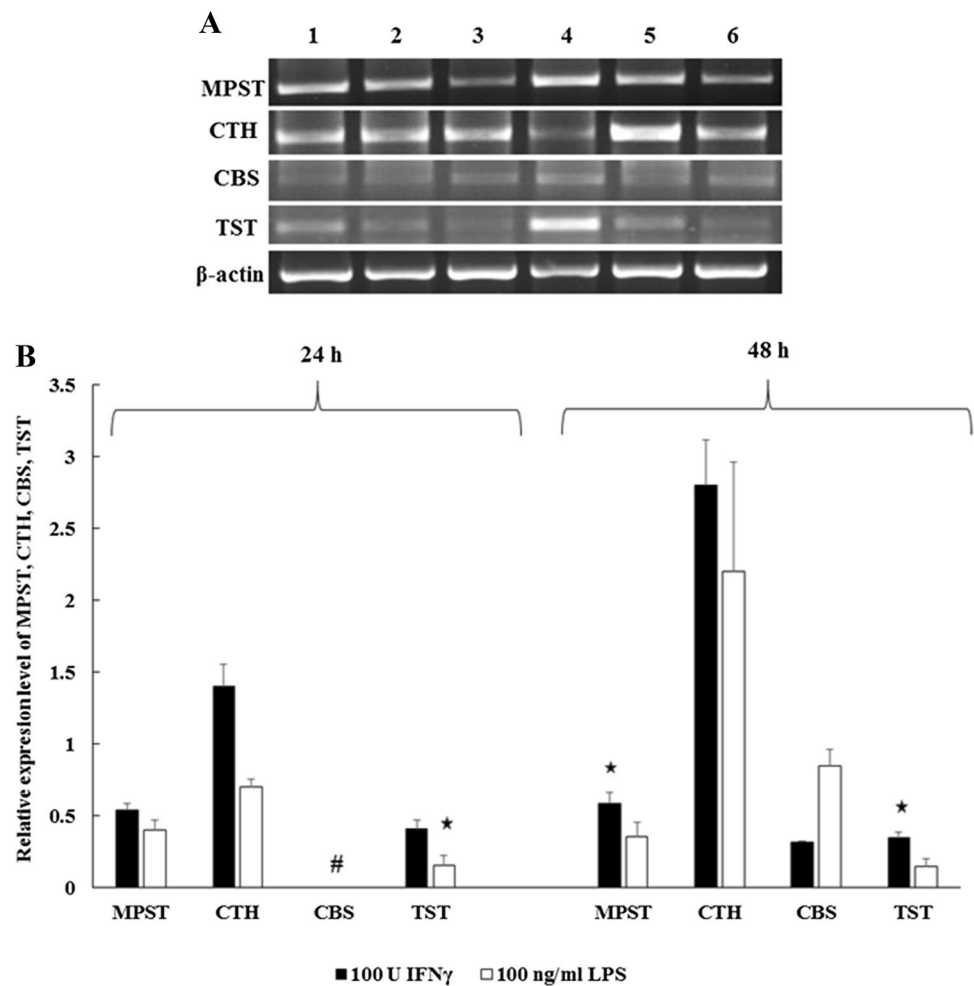 A
1 2 3 4 5 6
MPST
CTH
CBS
TST
β-actin
B
24 h 48 h
Relative expresion level of MPST, CTH, CBS, TST
3.5
3
2.5
2
1.5
1
0.5
0
★ ★ ★
#
MPST CTH CBS TST MPST CTH CBS TST
100 U IFNγ 100 ng/ml LPS